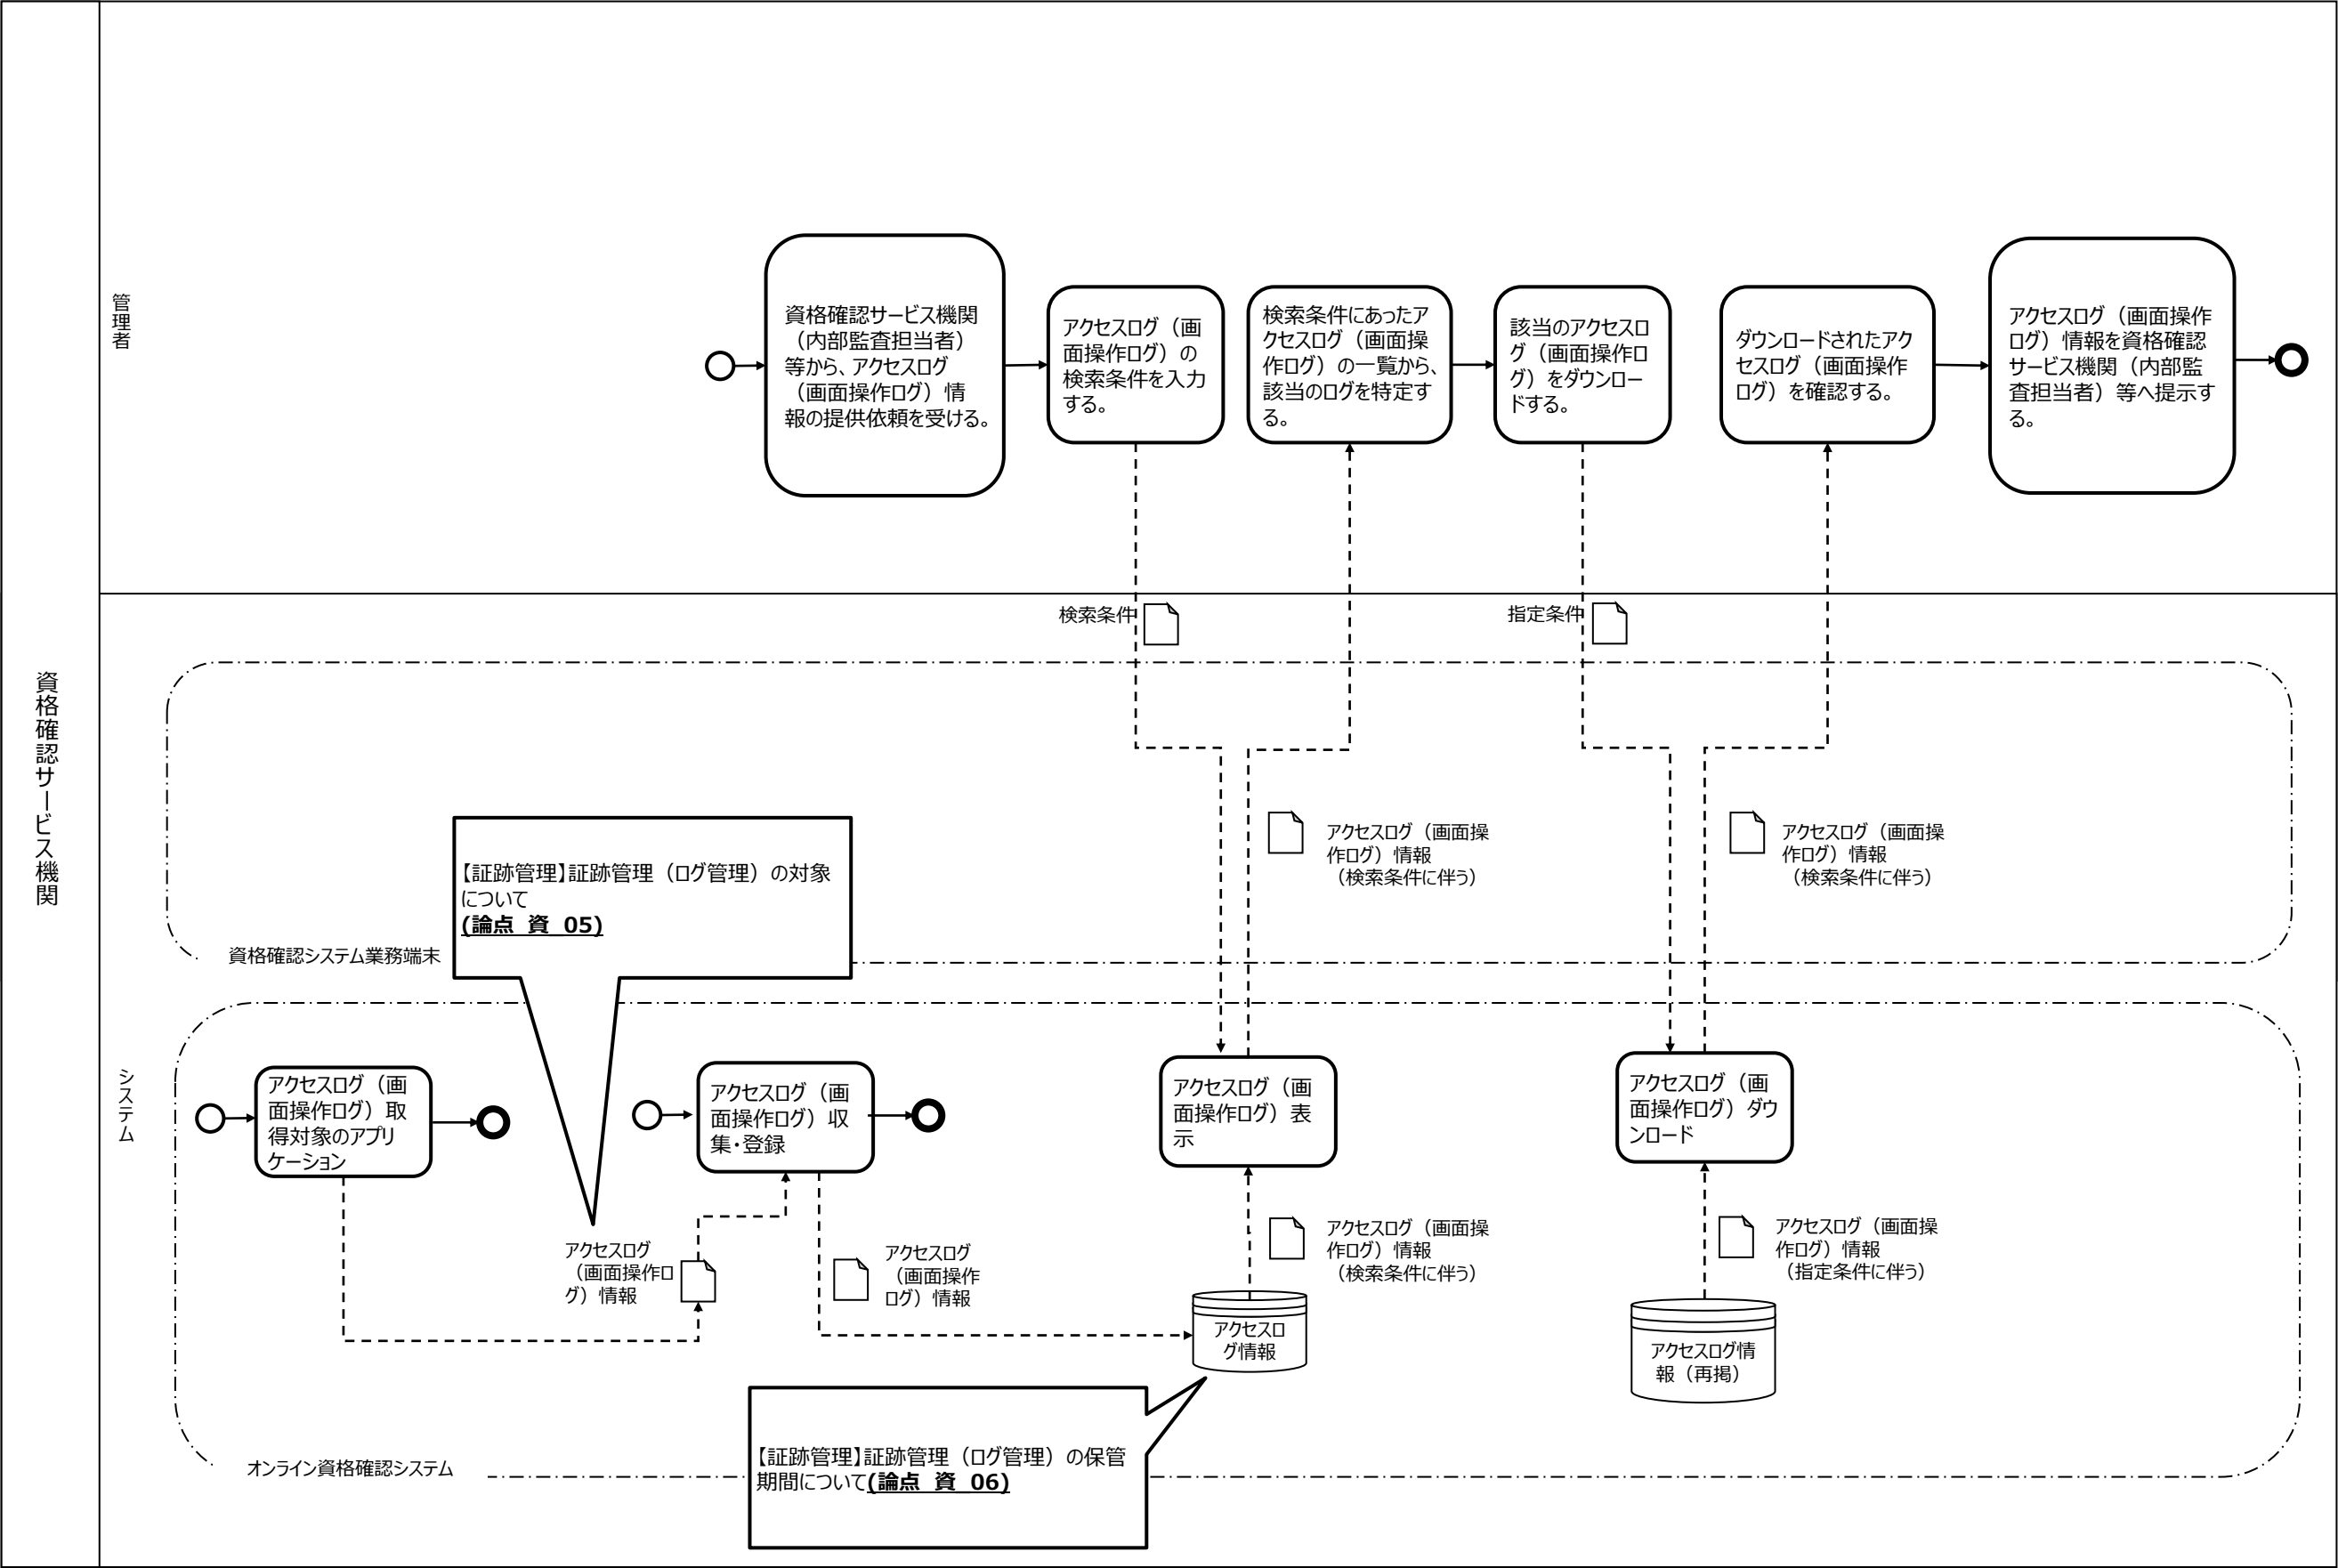 資格確認サービス機関
管理者
資格確認サービス機関
（内部監査担当者）
等から、アクセスログ
（画面操作ログ）情
報の提供依頼を受ける。
アクセスログ（画
面操作ログ）の
検索条件を入力
する。
検索条件にあったア
クセスログ（画面操
作ログ）の一覧から、
該当のログを特定す
る。
該当のアクセスロ
グ（画面操作ロ
グ）をダウンロー
ドする。
ダウンロードされたアク
セスログ（画面操作
ログ）を確認する。
アクセスログ（画面操作
ログ）情報を資格確認
サービス機関（内部監
査担当者）等へ提示す
る。
検索条件
指定条件
システム
アクセスログ（画面操
作ログ）情報
（検索条件に伴う）
アクセスログ（画面操
作ログ）情報
（検索条件に伴う）
【証跡管理】証跡管理（ログ管理）の対象
について
(論点_資_05)
資格確認システム業務端末
アクセスログ（画
面操作ログ）取
得対象のアプリ
ケーション
アクセスログ（画
面操作ログ）収
集・登録
アクセスログ（画
面操作ログ）表
示
アクセスログ（画
面操作ログ）ダウ
ンロード
アクセスログ
（画面操作ロ
グ）情報
アクセスログ
（画面操作
ログ）情報
アクセスログ（画面操
作ログ）情報
（検索条件に伴う）
アクセスログ（画面操
作ログ）情報
（指定条件に伴う）
アクセスロ
グ情報
アクセスログ情
報（再掲）
【証跡管理】証跡管理（ログ管理）の保管
期間について(論点_資_06)
オンライン資格確認システム